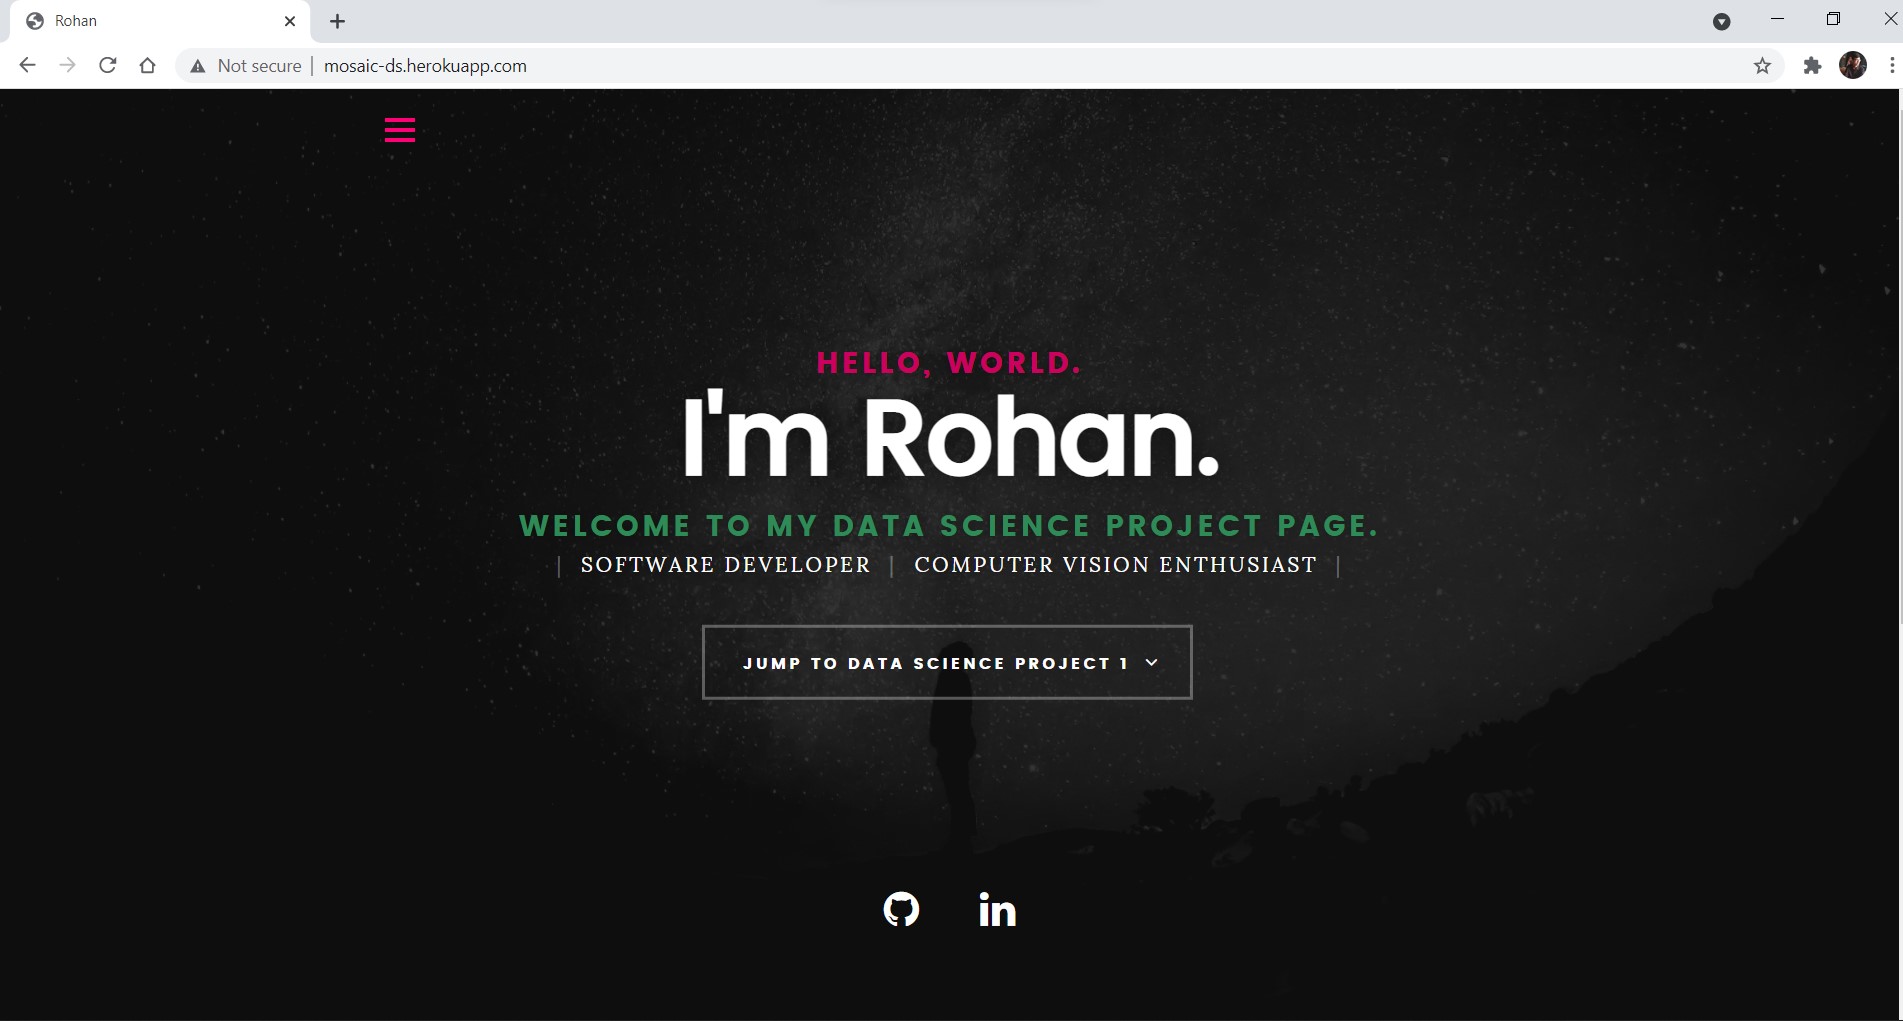 Rohan
Not secure | mosaic-ds.herokuapp.com
HELLO, WORLD.
I'm Rohan.
WELCOME TO MY DATA SCIENCE PROJECT PAGE.
| SOFTWARE DEVELOPER | COMPUTER VISION ENTHUSIAST |
JUMP TO DATA SCIENCE PROJECT 1
in